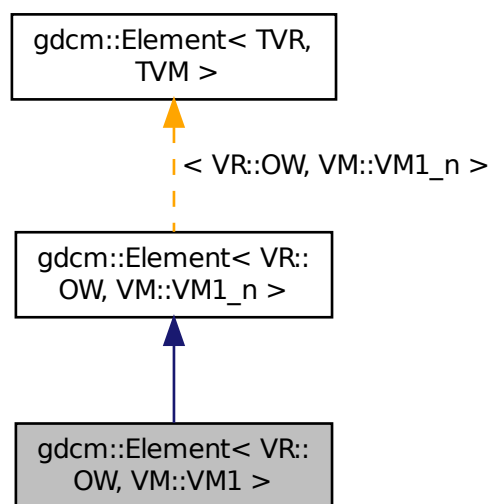 gdcm::Element< TVR,
TVM >
< VR::OW, VM::VM1_n >
gdcm::Element< VR::
OW, VM::VM1_n >
gdcm::Element< VR::
OW, VM::VM1 >